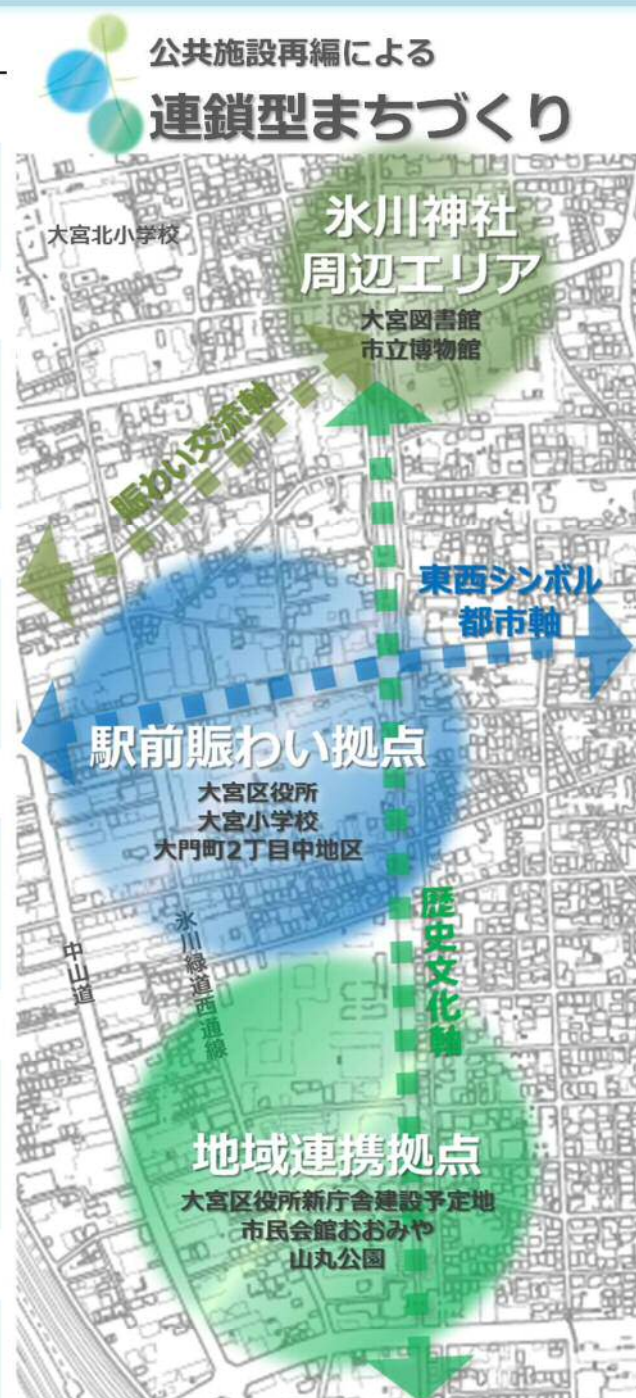 公共施設再編による
連鎖型まちづくり
大宮北小学校
氷川神社
周辺エリア
大宮図書館
市立博物館
賑わい交流軸
東西シンボル
都市軸
駅前賑わい拠点
大宮区役所
大宮小学校
大門町2丁目中地区
歴史文化軸
氷川緑道西通線
中山道
地域連携拠点
大宮区役所新庁舎建設予定地
市民会館おおみや
山丸公園